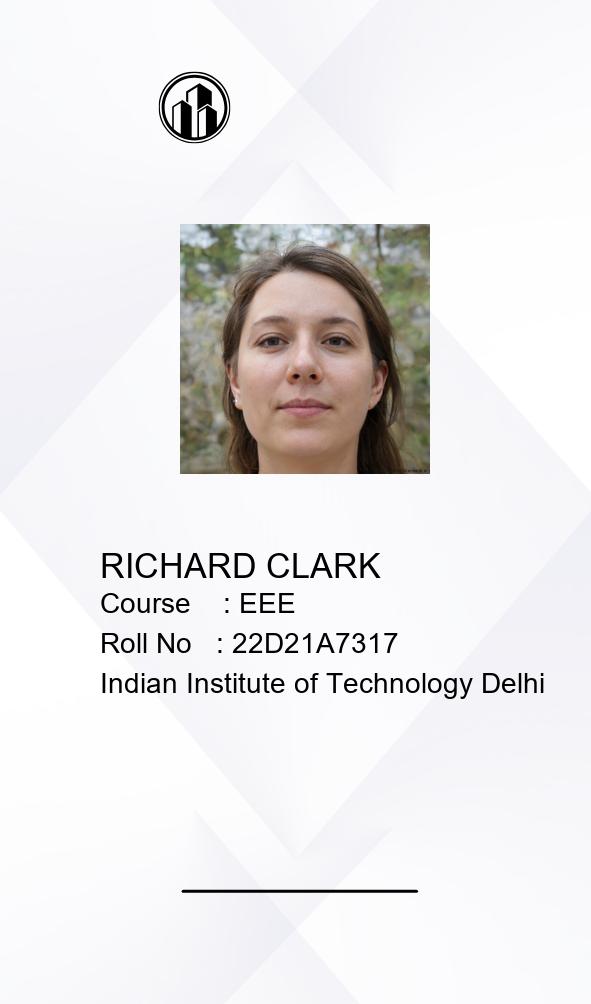 RICHARD CLARK
Course : EEE
Roll No : 22D21A7317
Indian Institute of Technology Delhi